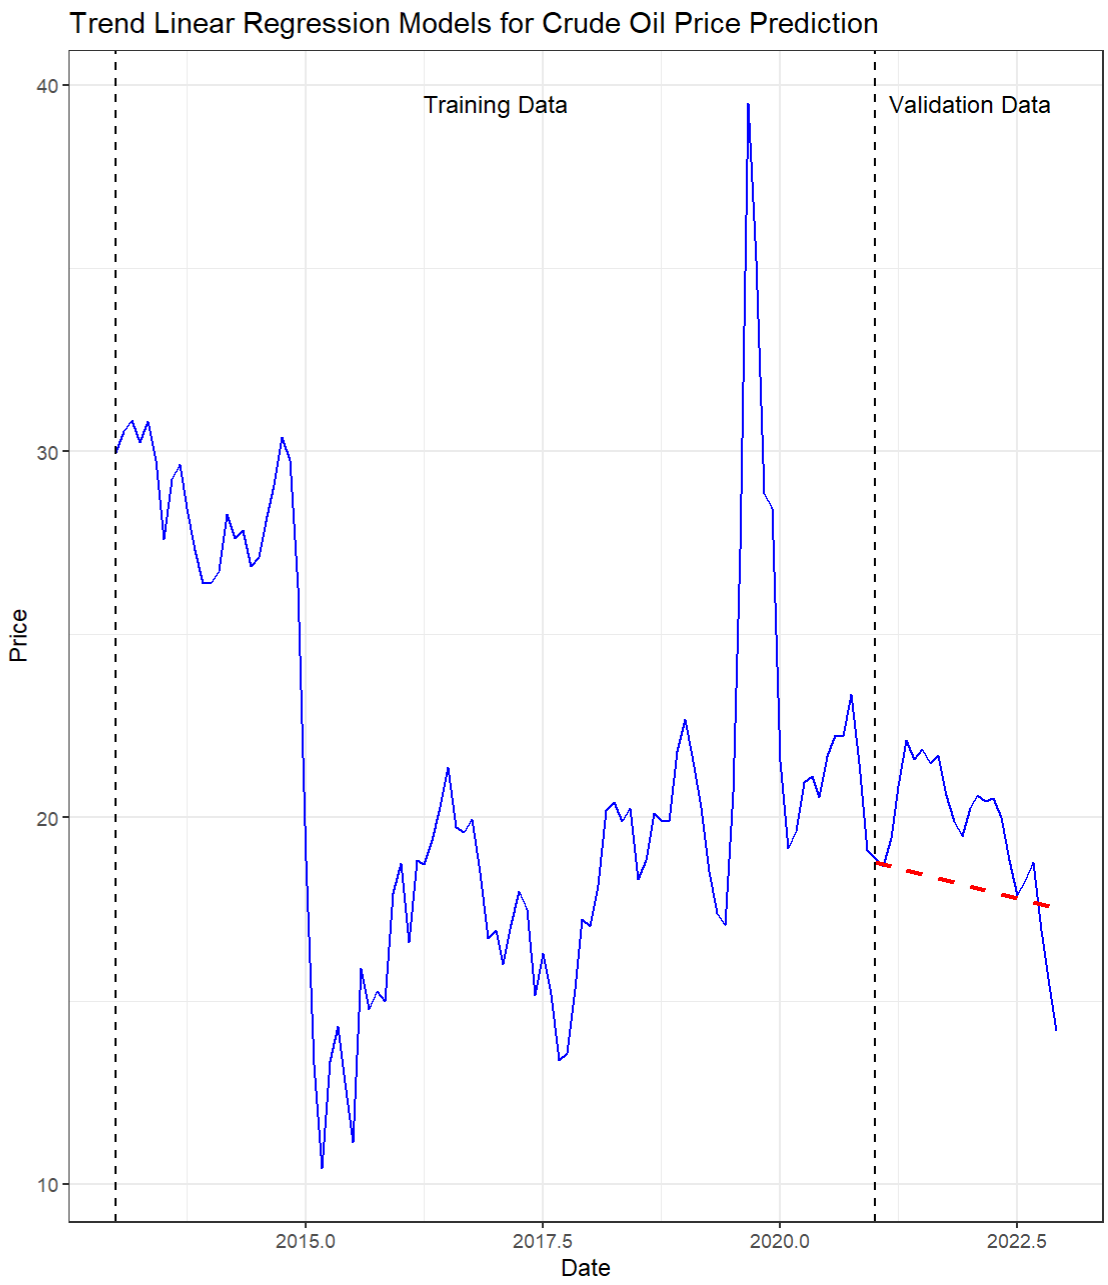 Trend Linear Regression Models for Crude Oil Price Prediction
Training Data
Validation Data
40
30
20
10
Price
2015.0
2017.5
2020.0
2022.5
Date